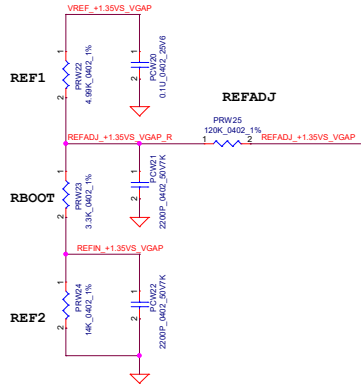 VREF_+1.35VS_VGAP
REF1
1
2
PRW22
4.99K_0402_1%
1
2
PCW20
0.1U_0402_25V6
REFADJ
PRW25
120K_0402_1%
REFADJ_+1.35VS_VGAP_R
1
2
REFADJ_+1.35VS_VGAP
RBOOT
1
2
PRW23
3.3K_0402_1%
1
2
PCW21
2200P_0402_50V7K
REFIN_+1.35VS_VGAP
REF2
1
2
PRW24
14K_0402_1%
1
2
PCW22
2200P_0402_50V7K